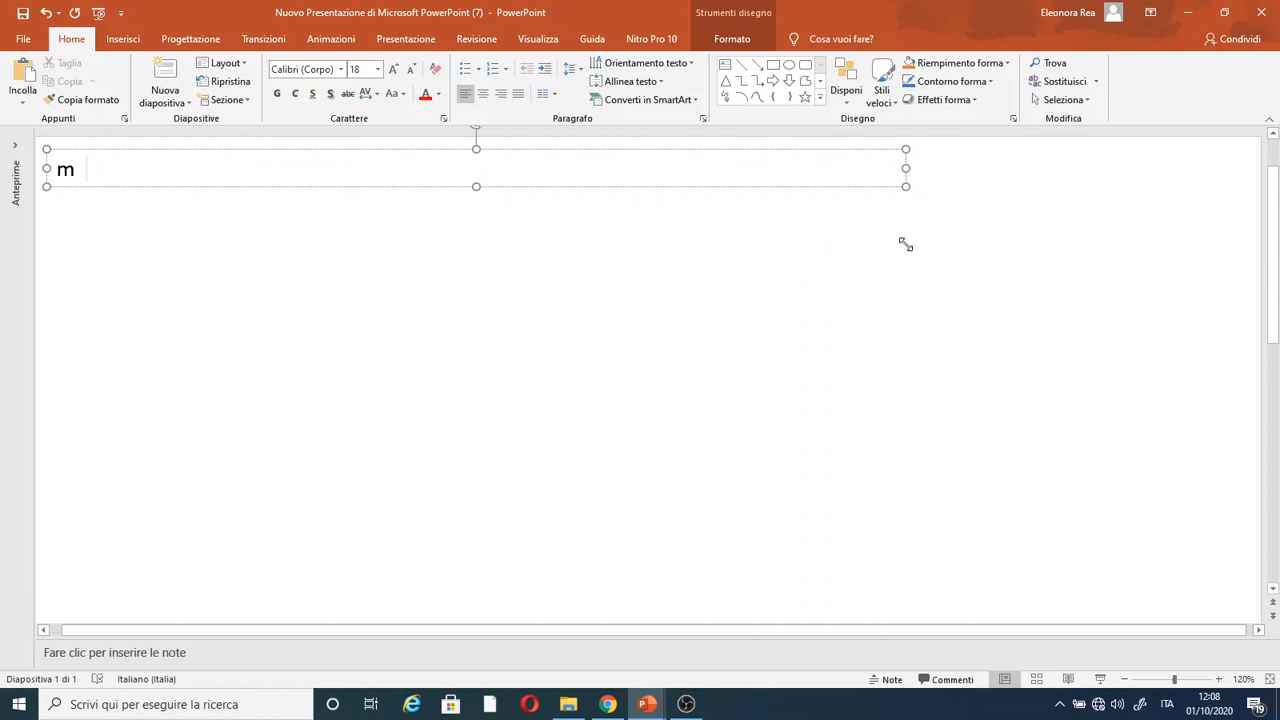 Nuovo Presentazione di Microsoft PowerPoint (7) - PowerPoint
Strumenti disegno
Eleonora Rea
File Home Inserisci Progettazione Transizioni Animazioni Presentazione Revisione Visualizza Guida Nitro Pro 10 Formato Cosa vuoi fare? Condividi
Incolla
Taglia
Copia
Copia formato
Appunti
Nuova
diapositiva
Layout
Ripristina
Sezione
Diapositive
Calibri (Corpo) 18
G C S S abc AV Aa A
Carattere
Orientamento testo
Allinea testo
Converti in SmartArt
Paragrafo
Disponi
Stili
veloci
Riempimento forma
Contorno forma
Effetti forma
Disegno
Trova
Sostituisci
Seleziona
Modifica
Anteprime
m
Fare clic per inserire le note
Diapositiva 1 di 1 Italiano (Italia) Note Commenti 120%
Scrivi qui per eseguire la ricerca
ITA
12:08
01/10/2020
19